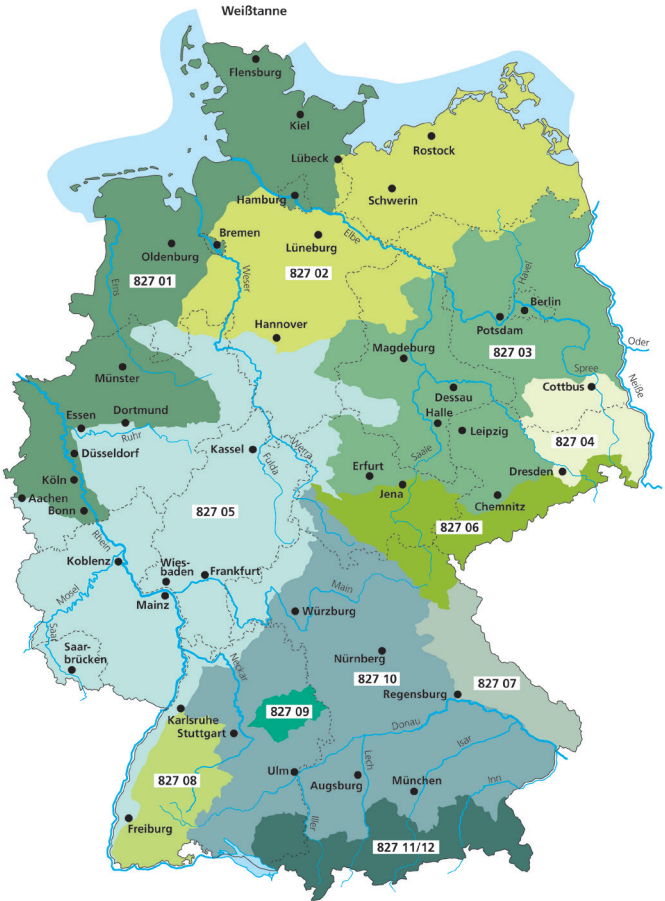 Weißtanne
Flensburg
Kiel
Lübeck
Rostock
Schwerin
Hamburg
Elbe
Bremen
Lüneburg
Oldenburg
827 01
827 02
Ems
Weser
Havel
Berlin
Potsdam
Hannover
Magdeburg
827 03
Oder
Neiße
Münster
Spree
Cottbus
Dessau
Essen
Dortmund
Ruhr
Halle
Leipzig
827 04
Düsseldorf
Kassel
Werra
Fulda
Saale
Erfurt
Jena
Dresden
Köln
Aachen
Bonn
827 05
Chemnitz
827 06
Rhein
Koblenz
Wies-
baden
Frankfurt
Mosel
Mainz
Main
Würzburg
Saar
Saar-
brücken
Nürnberg
Neckar
827 10
827 07
Regensburg
827 09
Karlsruhe
Stuttgart
Donau
Isar
Lech
827 08
Ulm
Augsburg
München
Inn
Freiburg
Iller
827 11/12